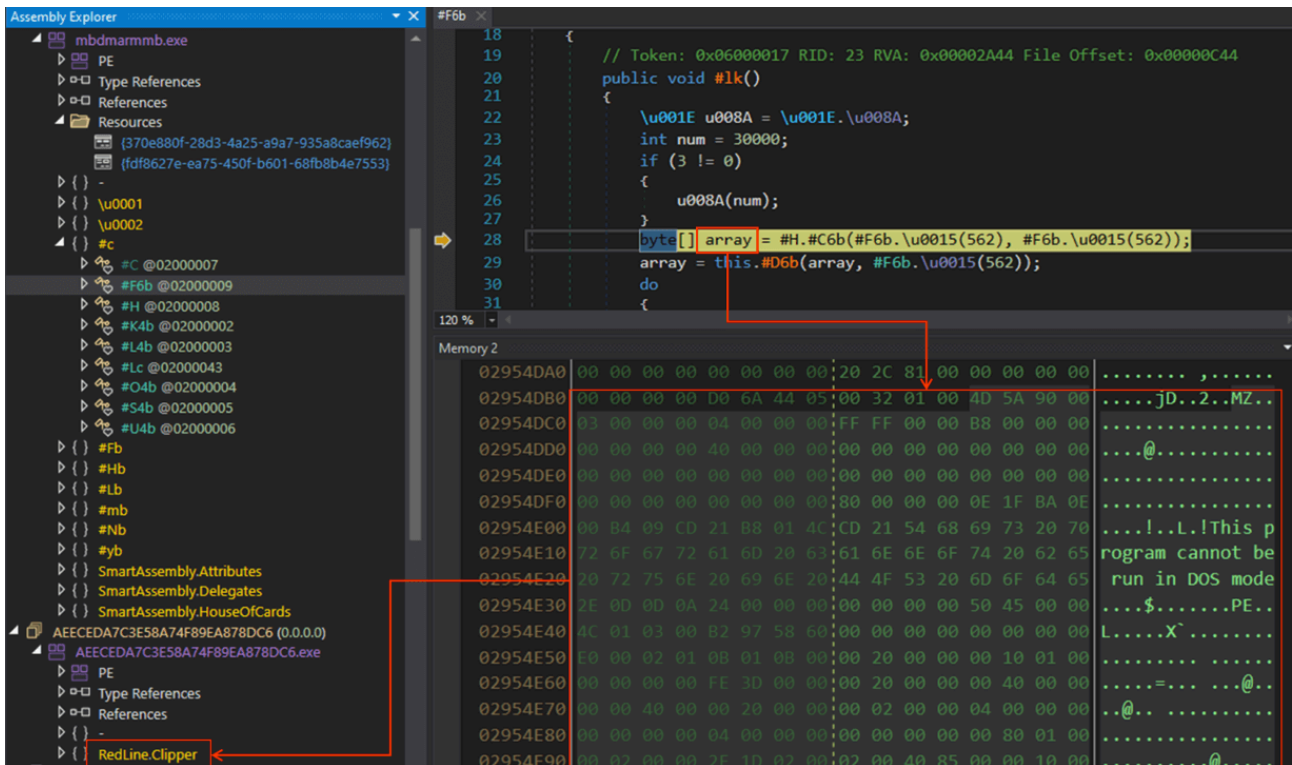 Assembly Explorer
mbdmarmmb.exe
PE
Type References
References
Resources
{370e880f-28d3-4a25-a9a7-935a8caef962}
{fdf8627e-ea75-450f-b601-68fb8b4e7553}
{ } -
{ } \u0001
{ } \u0002
{ } #c
#C @02000007
#F6b @02000009
#H @02000008
#K4b @02000002
#L4b @02000003
#Lc @02000043
#O4b @02000004
#S4b @02000005
#U4b @02000006
{ } #Fb
{ } #Hb
{ } #Lb
{ } #mb
{ } #Nb
{ } #yb
{ } SmartAssembly.Attributes
{ } SmartAssembly.Delegates
{ } SmartAssembly.HouseOfCards
AEECEDA7C3E58A74F89EA878DC6 (0.0.0.0)
AEECEDA7C3E58A74F89EA878DC6.exe
PE
Type References
References
{ } -
{ } RedLine.Clipper
#F6b
18 {
19 // Token: 0x06000017 RID: 23 RVA: 0x00002A44 File Offset: 0x00000C44
20 public void #lk()
21 {
22 \u001E u008A = \u001E.\u008A;
23 int num = 30000;
24 if (3 != 0)
25 {
26 u008A(num);
27 }
28 byte[] array = #H.#C6b(#F6b.\u0015(562), #F6b.\u0015(562));
29 array = this.#D6b(array, #F6b.\u0015(562));
30 do
31 {
120 %
Memory 2
02954DA0 00 00 00 00 00 00 00 00 20 2C 81 00 00 00 00 00 ........ ,......
02954DB0 00 00 00 00 D0 6A 44 05 00 32 01 00 4D 5A 90 00 .....jD..2..MZ..
02954DC0 03 00 00 00 04 00 00 00 FF FF 00 00 B8 00 00 00 ................
02954DD0 00 00 00 00 40 00 00 00 00 00 00 00 00 00 00 00 ....@...........
02954DE0 00 00 00 00 00 00 00 00 00 00 00 00 00 00 00 00 ................
02954DF0 00 00 00 00 00 00 00 00 80 00 00 00 0E 1F BA 0E ................
02954E00 00 B4 09 CD 21 B8 01 4C CD 21 54 68 69 73 20 70 ....!..L.!This p
02954E10 72 6F 67 72 61 6D 20 63 61 6E 6E 6F 74 20 62 65 rogram cannot be
02954E20 20 72 75 6E 20 69 6E 20 44 4F 53 20 6D 6F 64 65 run in DOS mode
02954E30 2E 0D 0D 0A 24 00 00 00 00 00 00 00 50 45 00 00 ....$.......PE..
02954E40 4C 01 03 00 B2 97 58 60 00 00 00 00 00 00 00 00 L.....X`........
02954E50 E0 00 02 01 0B 01 0B 00 00 20 00 00 00 10 01 00 ......... ......
02954E60 00 00 00 00 FE 3D 00 00 00 20 00 00 00 40 00 00 .....=... ...@..
02954E70 00 00 40 00 00 20 00 00 00 02 00 00 04 00 00 00 ..@.. ..........
02954E80 00 00 00 00 04 00 00 00 00 00 00 00 00 80 01 00 ................
02954E90 00 02 00 00 2E 1D 02 00 02 00 40 85 00 00 10 00 ..........@.....